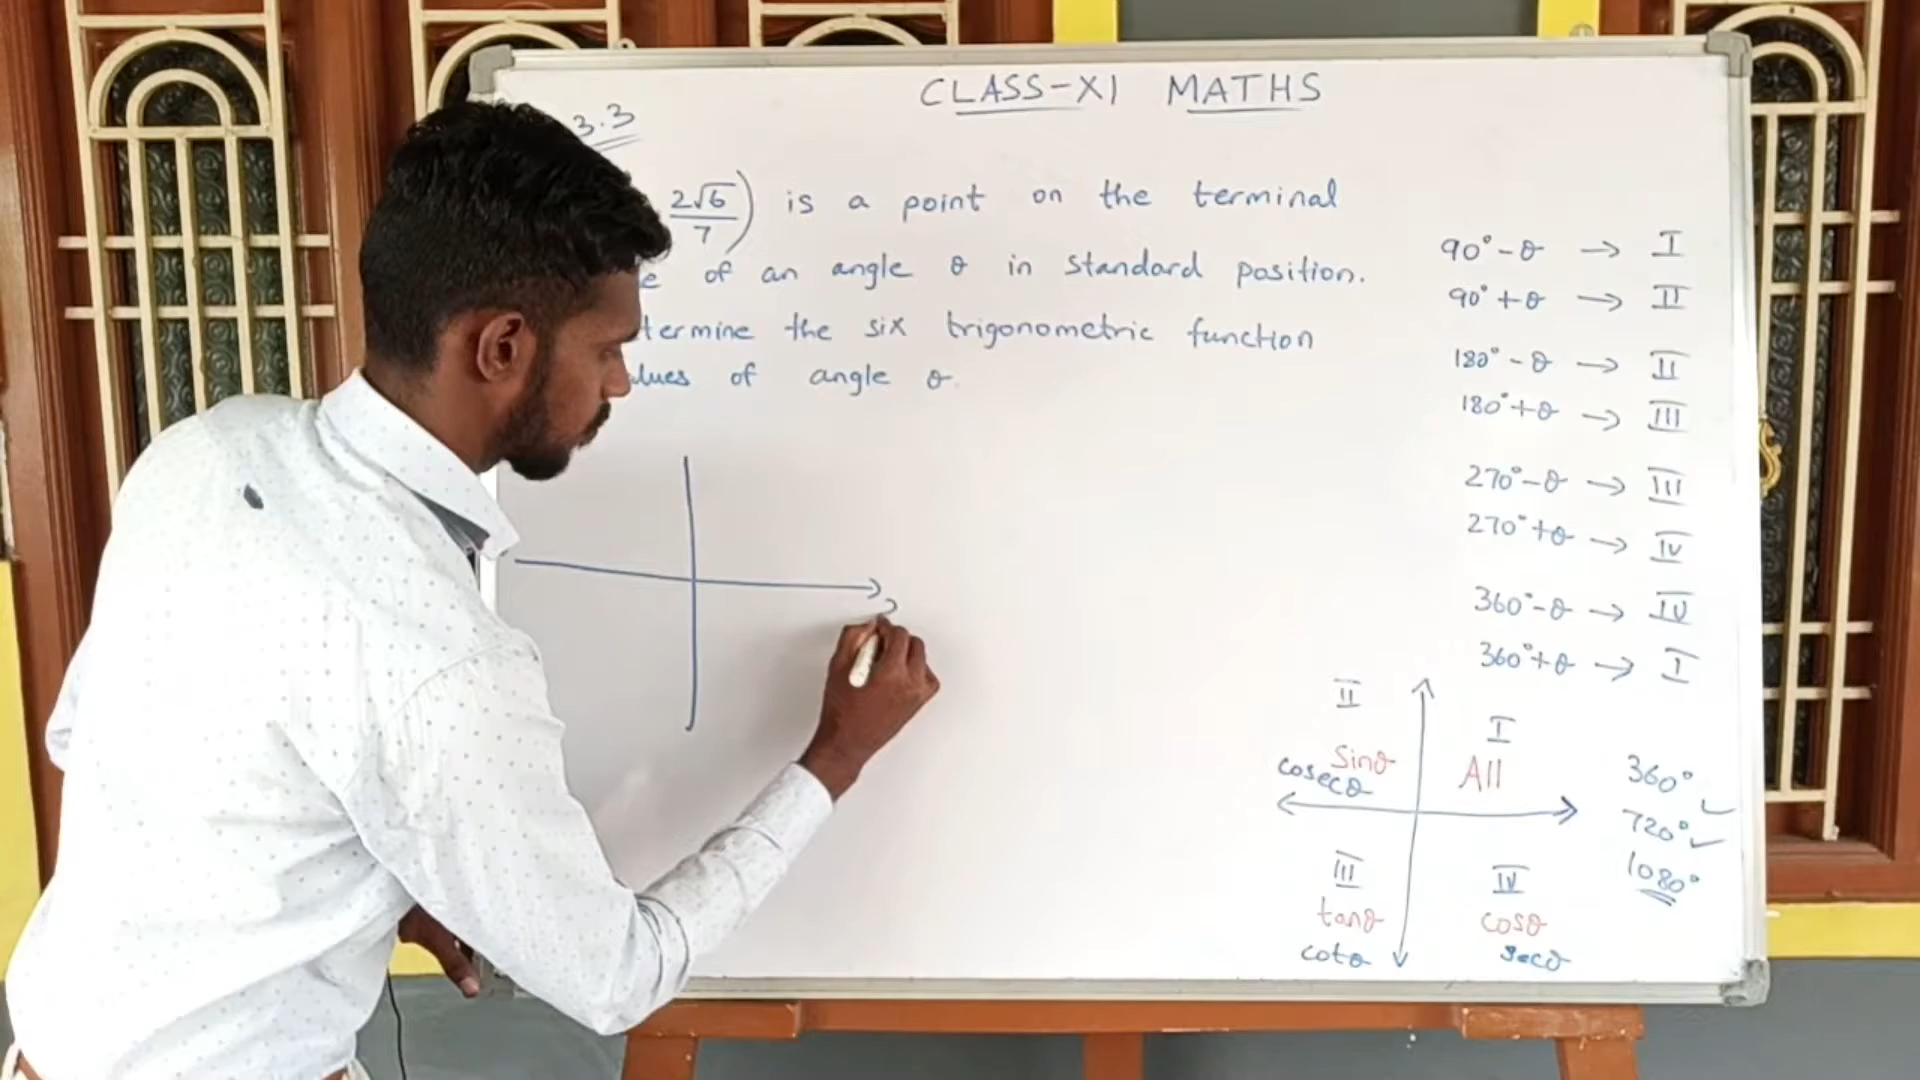 CLASS-XI MATHS
3.3
2√6/7) is a point on the terminal
of an angle θ in standard position.
termine the six trigonometric function
alues of angle θ.
90°-θ → I
90°+θ → II
180°-θ → II
180°+θ → III
270°-θ → III
270°+θ → IV
360°-θ → IV
360°+θ → I
II
I
sinθ
cosecθ
All
III
tanθ
cotθ
IV
cosθ
secθ
360°
720°
1080°